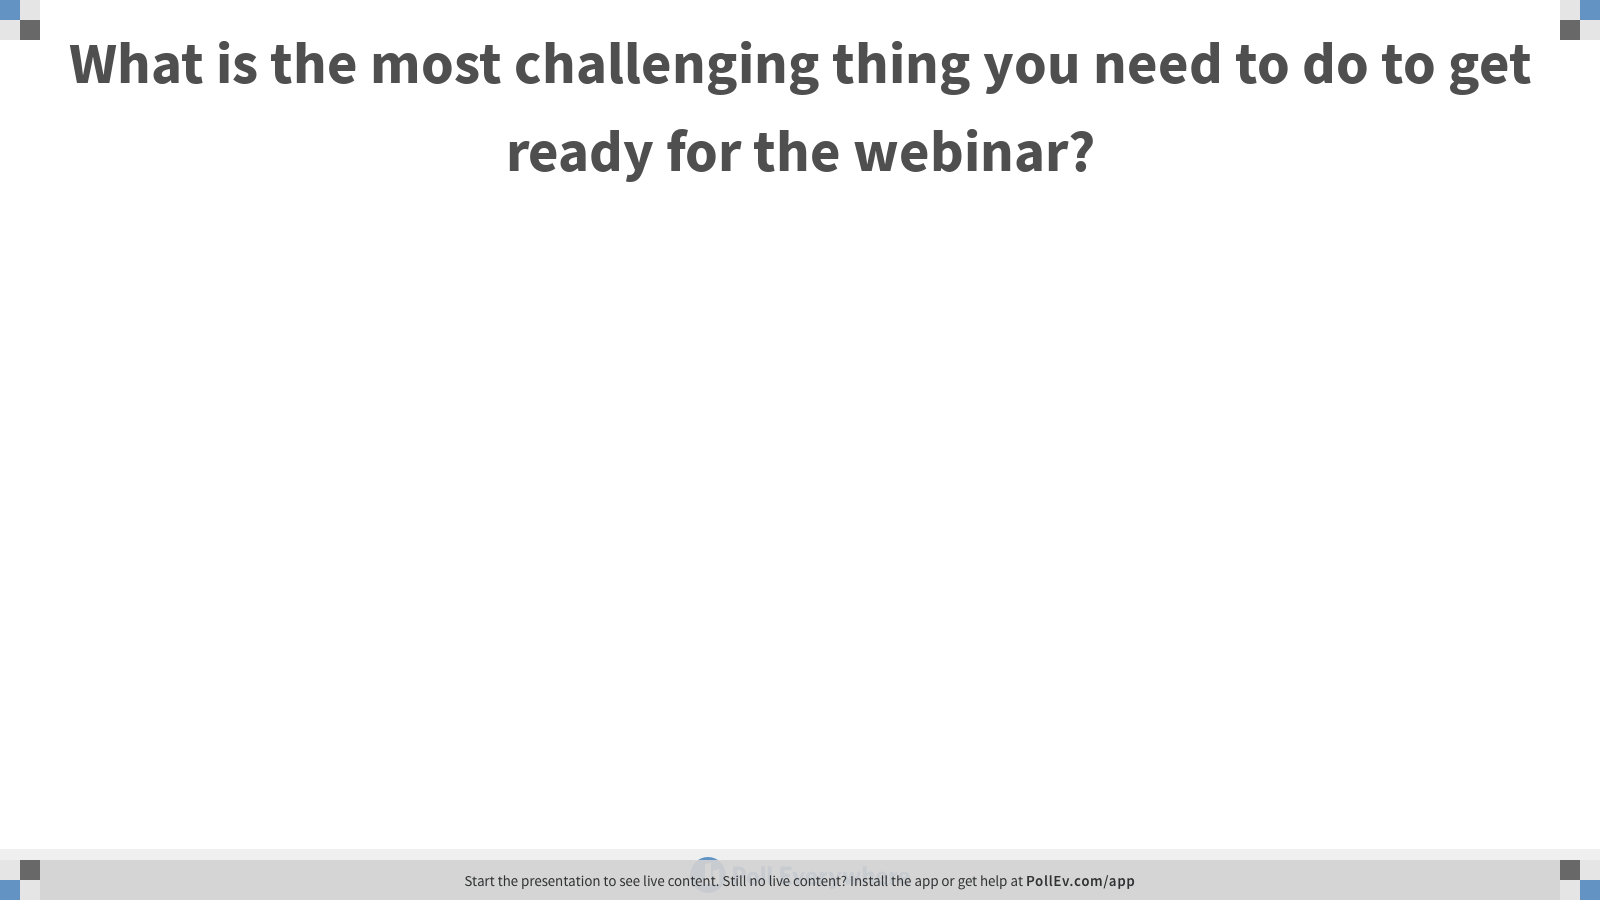 What is the most challenging thing you need to do to get
ready for the webinar?
Start the presentation to see live content. Still no live content? Install the app or get help at PollEv.com/app